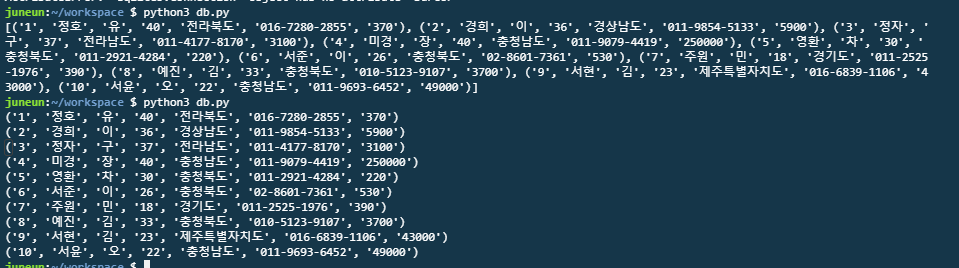 juneun:~/workspace $ python3 db.py
[('1', '정호', '유', '40', '전라북도', '016-7280-2855', '370'), ('2', '경희', '이', '36', '경상남도', '011-9854-5133', '5900'), ('3', '정자', '
구', '37', '전라남도', '011-4177-8170', '3100'), ('4', '미경', '장', '40', '충청남도', '011-9079-4419', '250000'), ('5', '영환', '차', '30', '
충청북도', '011-2921-4284', '220'), ('6', '서준', '이', '26', '충청북도', '02-8601-7361', '530'), ('7', '주원', '민', '18', '경기도', '011-2525
-1976', '390'), ('8', '예진', '김', '33', '충청북도', '010-5123-9107', '3700'), ('9', '서현', '김', '23', '제주특별자치도', '016-6839-1106', '4
3000'), ('10', '서윤', '오', '22', '충청남도', '011-9693-6452', '49000')]
juneun:~/workspace $ python3 db.py
('1', '정호', '유', '40', '전라북도', '016-7280-2855', '370')
('2', '경희', '이', '36', '경상남도', '011-9854-5133', '5900')
('3', '정자', '구', '37', '전라남도', '011-4177-8170', '3100')
('4', '미경', '장', '40', '충청남도', '011-9079-4419', '250000')
('5', '영환', '차', '30', '충청북도', '011-2921-4284', '220')
('6', '서준', '이', '26', '충청북도', '02-8601-7361', '530')
('7', '주원', '민', '18', '경기도', '011-2525-1976', '390')
('8', '예진', '김', '33', '충청북도', '010-5123-9107', '3700')
('9', '서현', '김', '23', '제주특별자치도', '016-6839-1106', '43000')
('10', '서윤', '오', '22', '충청남도', '011-9693-6452', '49000')
juneun:~/workspace $